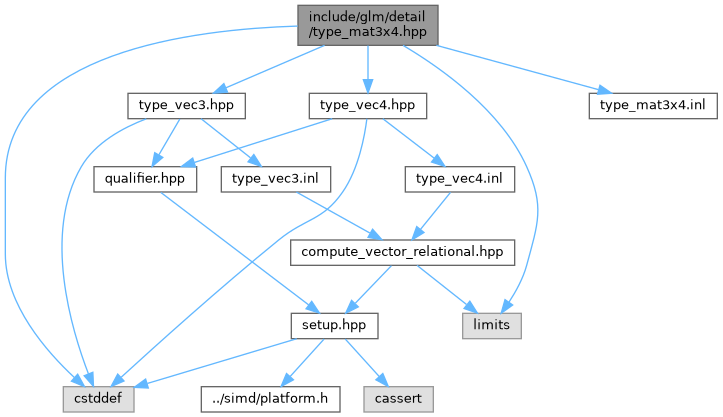 include/glm/detail
/type_mat3x4.hpp
type_vec3.hpp
type_vec4.hpp
type_mat3x4.inl
qualifier.hpp
type_vec3.inl
type_vec4.inl
compute_vector_relational.hpp
setup.hpp
limits
cstddef
../simd/platform.h
cassert